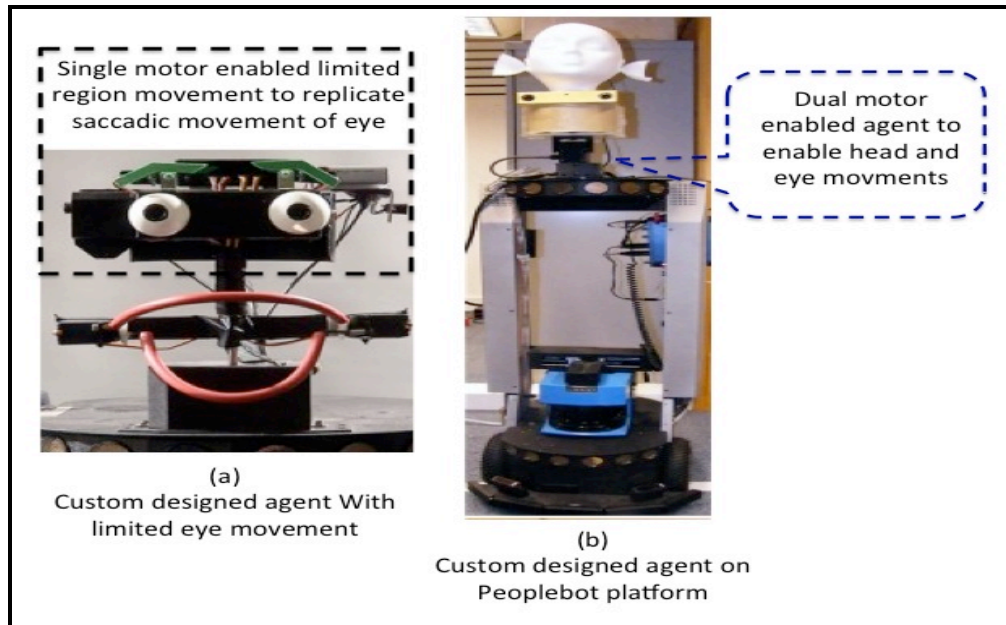 Single motor enabled limited
region movement to replicate
saccadic movement of eye
Dual motor
enabled agent to
enable head and
eye movments
(a)
Custom designed agent With
limited eye movement
(b)
Custom designed agent on
Peoplebot platform